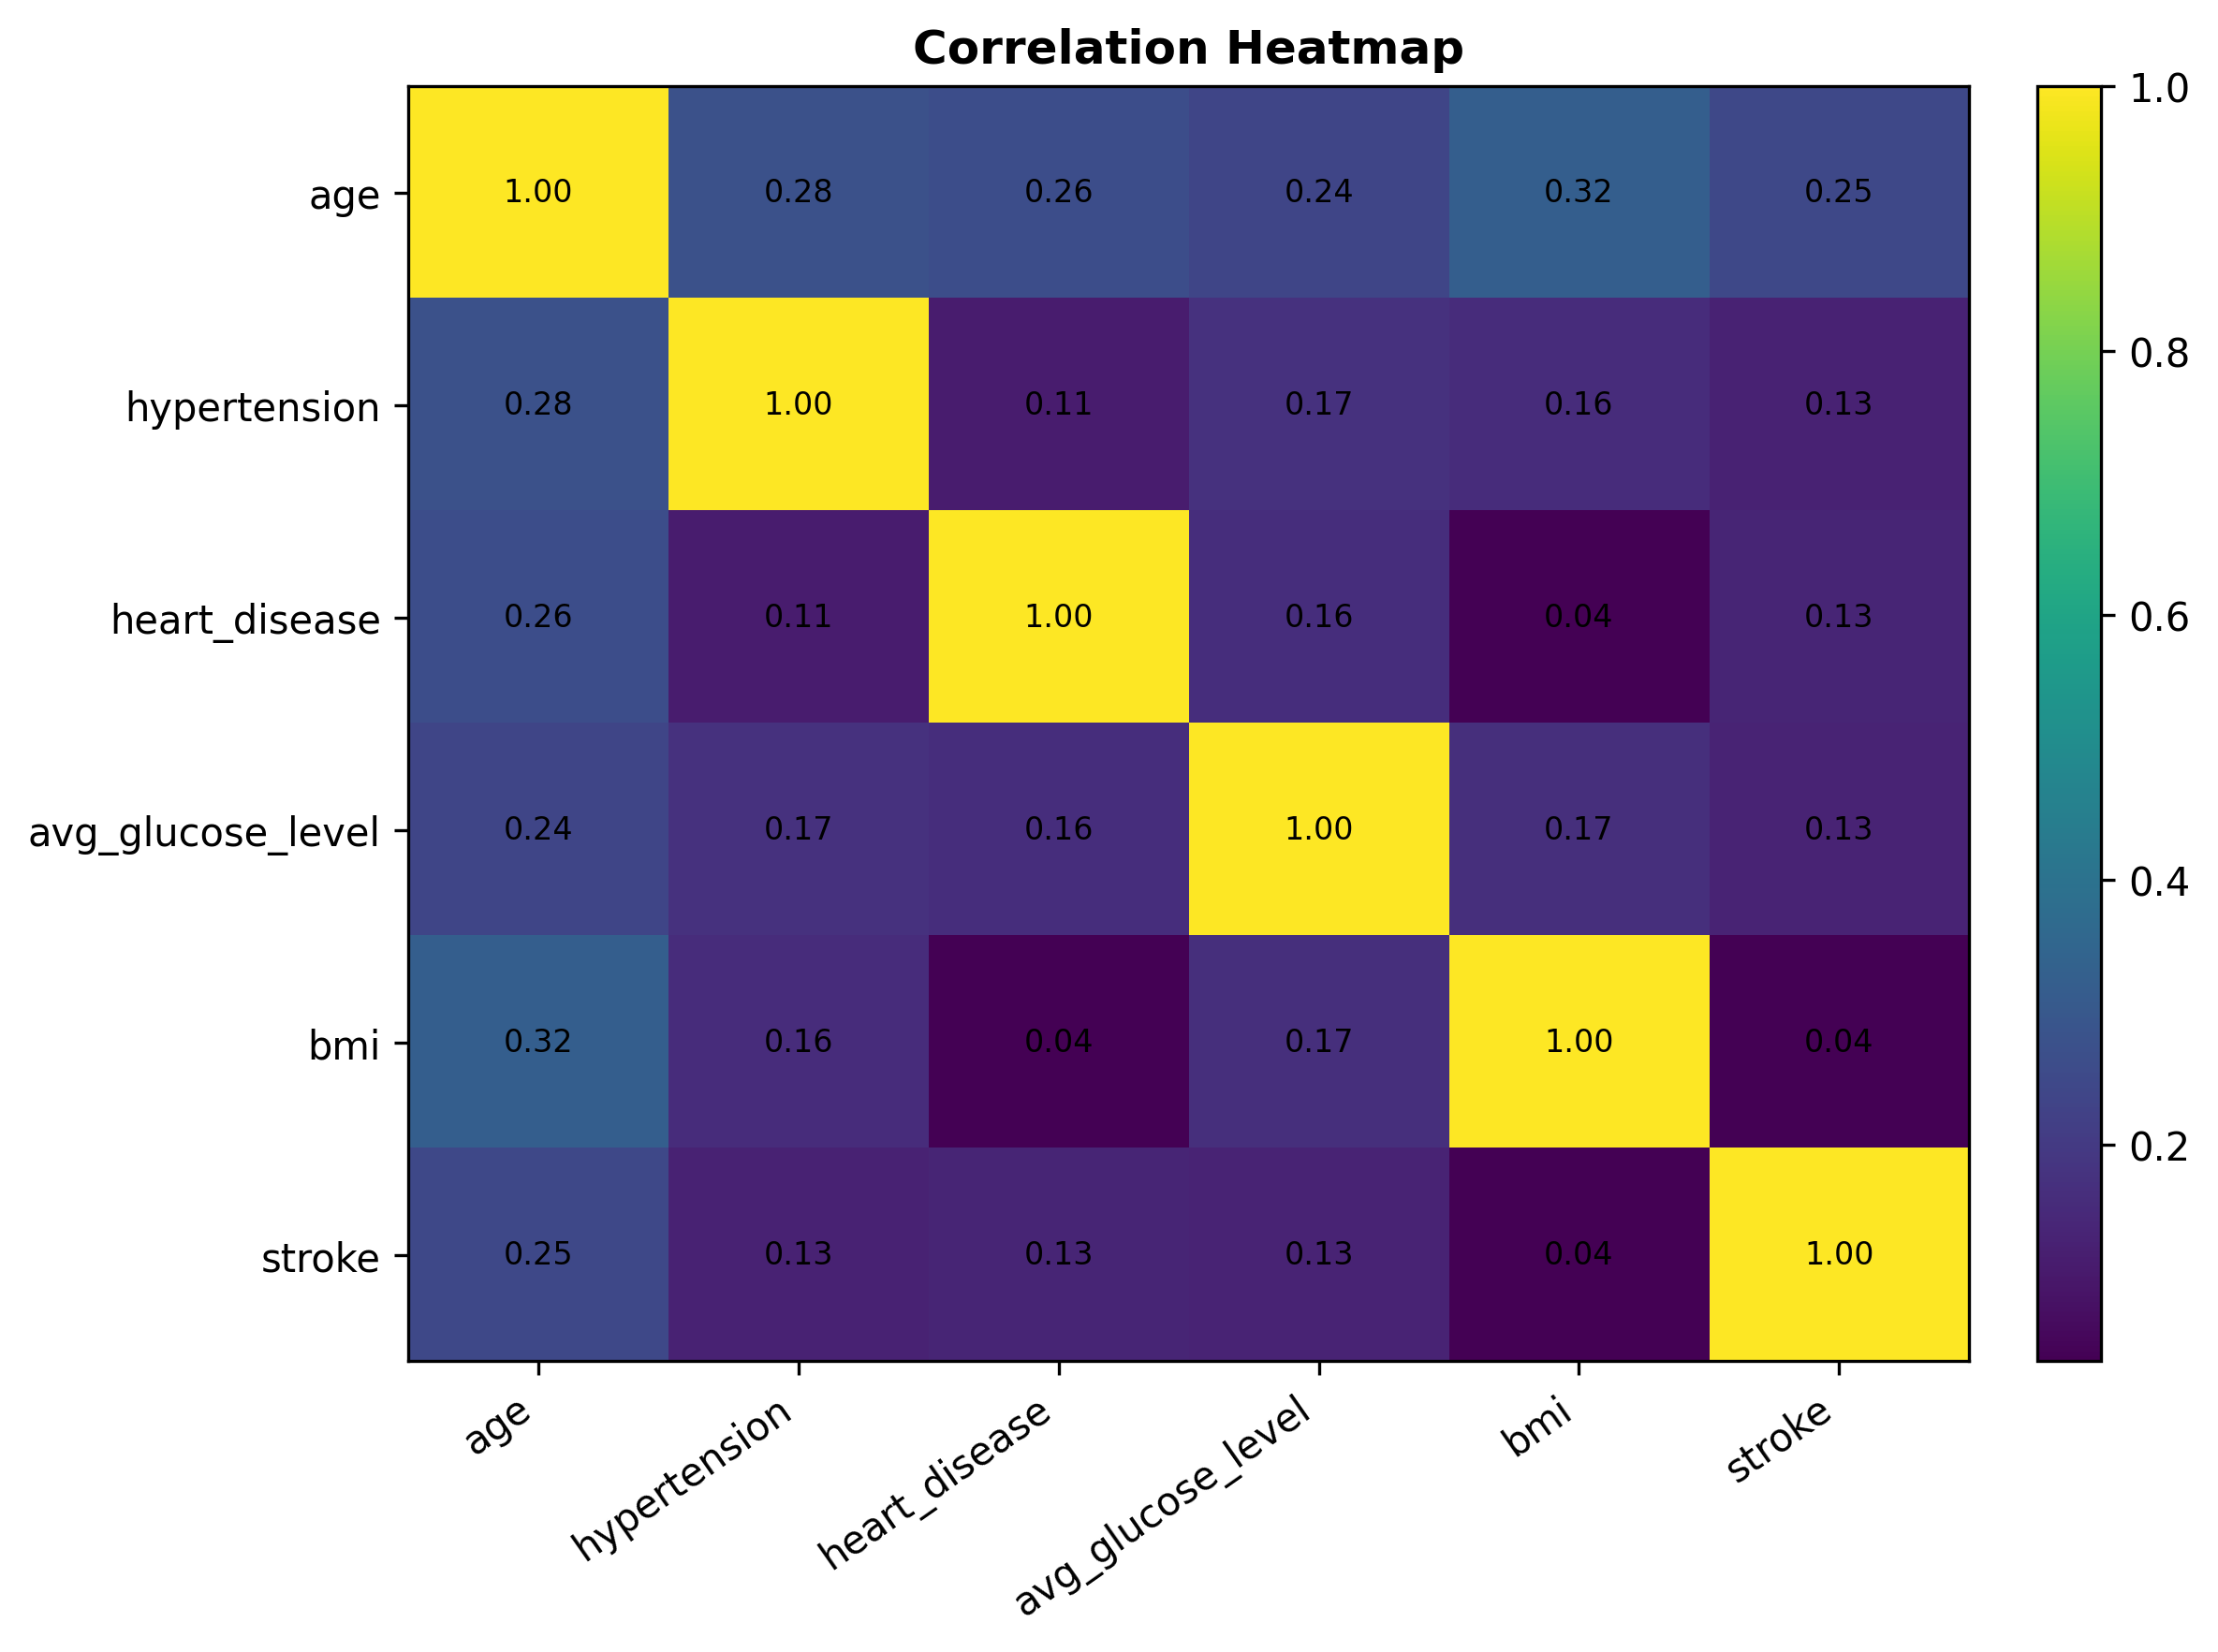 Correlation Heatmap
age 1.00 0.28 0.26 0.24 0.32 0.25
hypertension 0.28 1.00 0.11 0.17 0.16 0.13
heart_disease 0.26 0.11 1.00 0.16 0.04 0.13
avg_glucose_level 0.24 0.17 0.16 1.00 0.17 0.13
bmi 0.32 0.16 0.04 0.17 1.00 0.04
stroke 0.25 0.13 0.13 0.13 0.04 1.00
age hypertension heart_disease avg_glucose_level bmi stroke
1.0
0.8
0.6
0.4
0.2